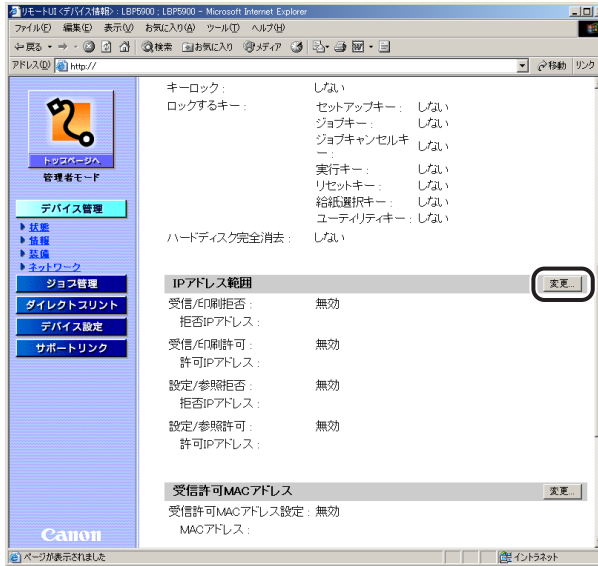 リモートUI <デバイス情報> : LBP5900 ; LBP5900 - Microsoft Internet Explorer
ファイル(F) 編集(E) 表示(V) お気に入り(A) ツール(T) ヘルプ(H)
戻る 検索 お気に入り メディア
アドレス(D) http:// 移動 リンク
トップページへ
管理者モード
デバイス管理
状態
情報
装備
ネットワーク
ジョブ管理
ダイレクトプリント
デバイス設定
サポートリンク
Canon
キーロック : しない
ロックするキー : セットアップキー : しない
ジョブキー : しない
ジョブキャンセルキー : しない
実行キー : しない
リセットキー : しない
給紙選択キー : しない
ユーティリティキー : しない
ハードディスク完全消去 : しない
IPアドレス範囲 変更...
受信/印刷拒否 : 無効
拒否IPアドレス :
受信/印刷許可 : 無効
許可IPアドレス :
設定/参照拒否 : 無効
拒否IPアドレス :
設定/参照許可 : 無効
許可IPアドレス :
受信許可MACアドレス 変更...
受信許可MACアドレス設定 : 無効
MACアドレス :
ページが表示されました イントラネット